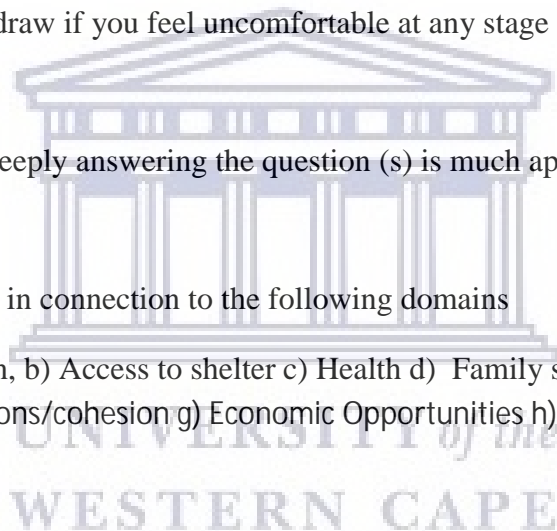 draw if you feel uncomfortable at any stage
eeply answering the question (s) is much ap
in connection to the following domains
, b) Access to shelter c) Health d) Family s
ons/cohesion g) Economic Opportunities h)
UNIVERSITY of the
WESTERN CAPE